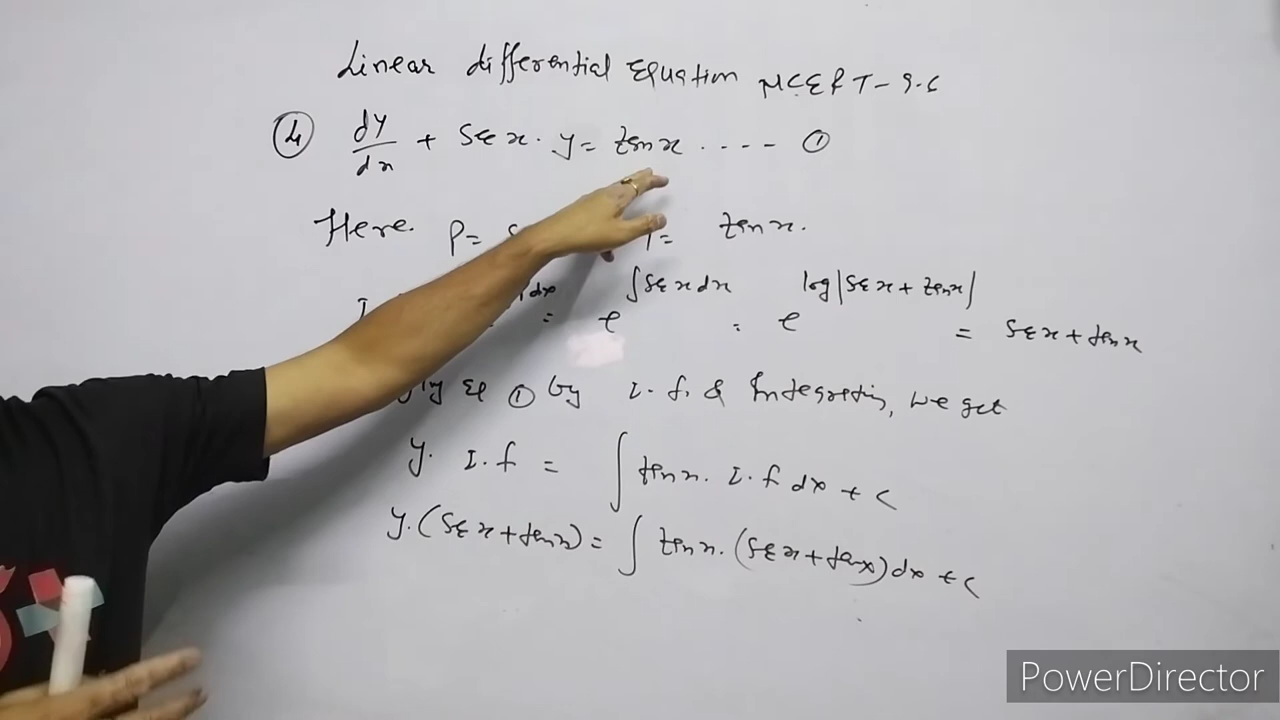 Linear differential Equation NCERT-9.6
④ dy/dx + Sec x. y = tan x .... ①
Here. P= = tan x.
dx = e^∫Sec x dx = e^log|Sec x + tan x| = Sec x + tan x
① by I.f. & Integrating, we get
y. I.f = ∫ tan x. I.f dx + C
y.(Sec x + tan x) = ∫ tan x. (Sec x + tan x) dx + C
PowerDirector